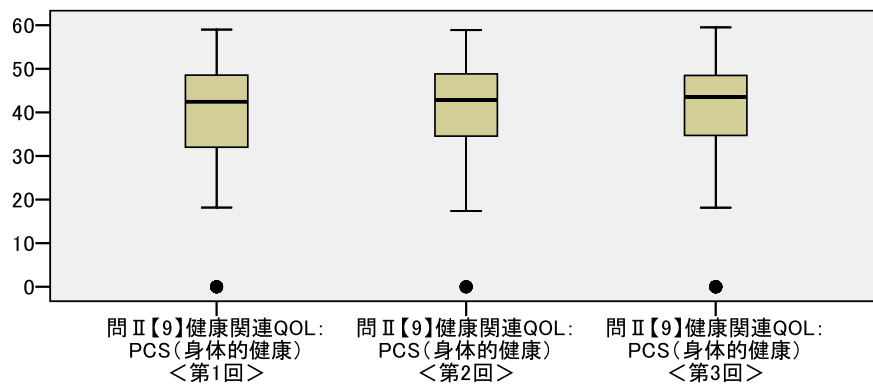 60
50
40
30
20
10
0
問Ⅱ【9】健康関連QOL:
PCS(身体的健康)
＜第1回＞
問Ⅱ【9】健康関連QOL:
PCS(身体的健康)
＜第2回＞
問Ⅱ【9】健康関連QOL:
PCS(身体的健康)
＜第3回＞